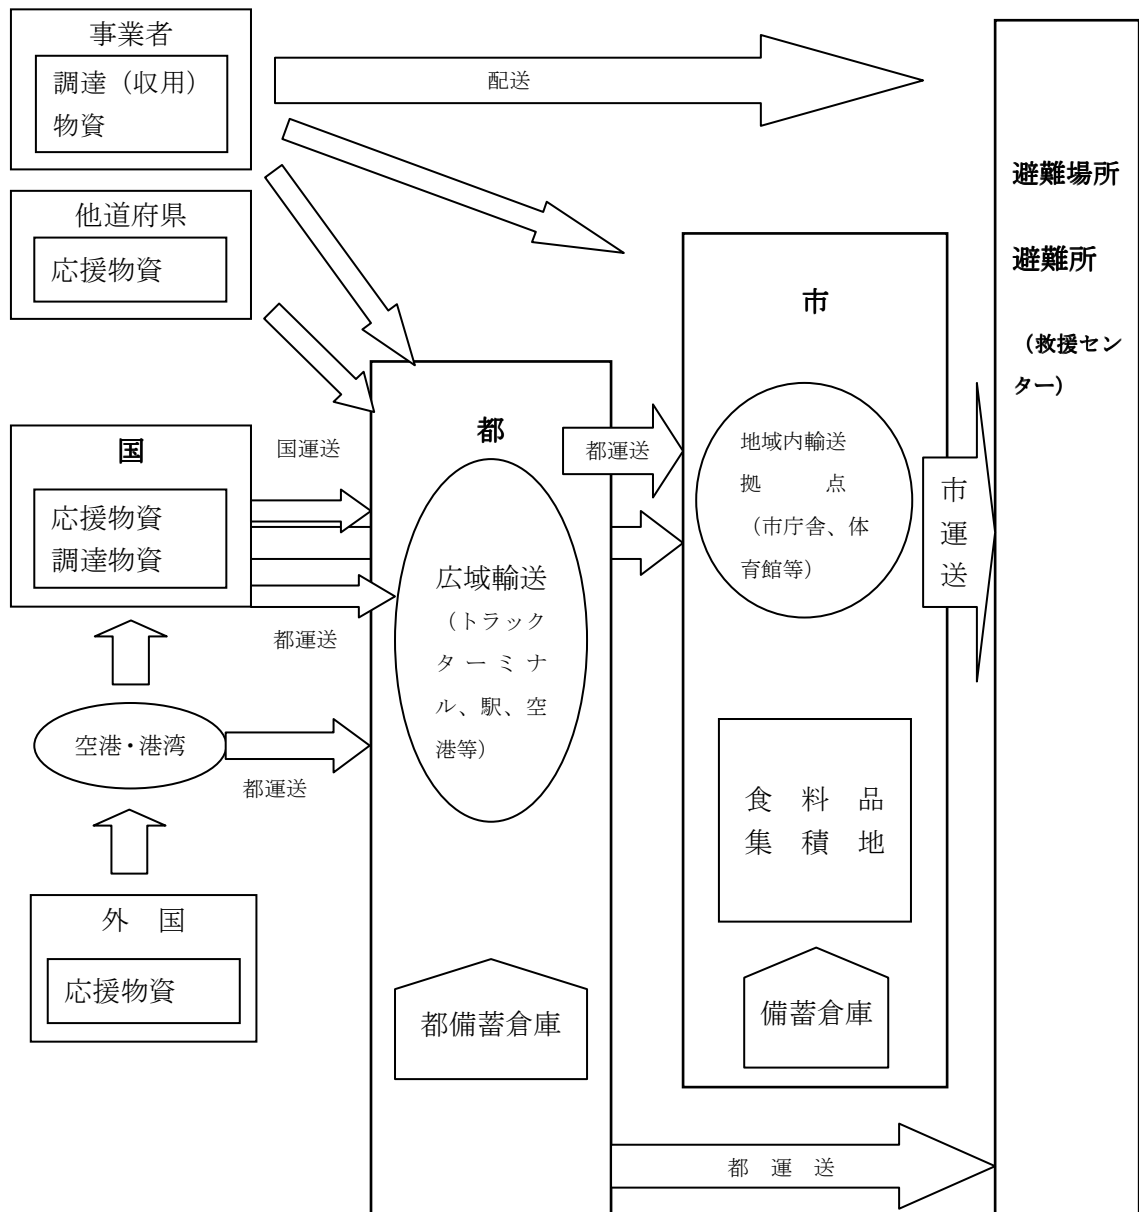 事業者
調達（収用）
物資
配送
他道府県
応援物資
国
応援物資
調達物資
国運送
都運送
空港・港湾
都運送
外　国
応援物資
都
広域輸送
（トラック
ターミナ
ル、駅、空
港等）
都備蓄倉庫
都運送
市
地域内輸送
拠　　点
（市庁舎、体
育館等）
食　料　品
集　積　地
備蓄倉庫
市
運
送
都　運　送
避難場所
避難所
（救援セン
ター）